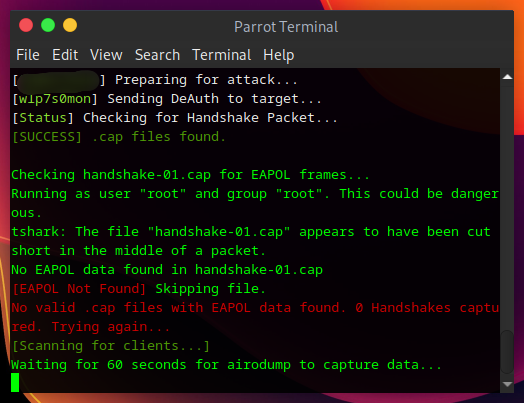 Parrot Terminal
File Edit View Search Terminal Help
[ ] Preparing for attack...
[w1p7s0mon] Sending DeAuth to target...
[Status] Checking for Handshake Packet...
[SUCCESS] .cap files found.
Checking handshake-01.cap for EAPOL frames...
Running as user "root" and group "root". This could be danger
ous.
tshark: The file "handshake-01.cap" appears to have been cut
short in the middle of a packet.
No EAPOL data found in handshake-01.cap
[EAPOL Not Found] Skipping file.
No valid .cap files with EAPOL data found. 0 Handshakes captu
red. Trying again...
[Scanning for clients...]
Waiting for 60 seconds for airodump to capture data...